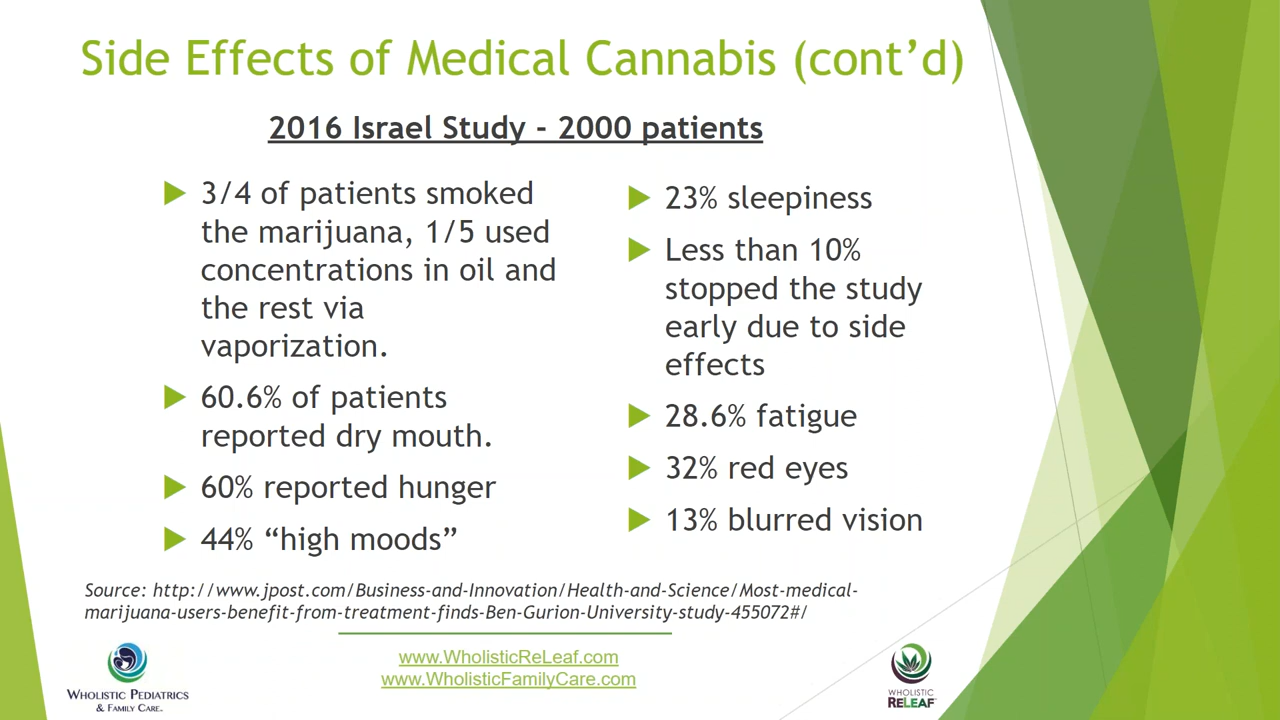 Side Effects of Medical Cannabis (cont’d)
2016 Israel Study - 2000 patients
3/4 of patients smoked
the marijuana, 1/5 used
concentrations in oil and
the rest via
vaporization.
60.6% of patients
reported dry mouth.
60% reported hunger
44% “high moods”
23% sleepiness
Less than 10%
stopped the study
early due to side
effects
28.6% fatigue
32% red eyes
13% blurred vision
Source: http://www.jpost.com/Business-and-Innovation/Health-and-Science/Most-medical-
marijuana-users-benefit-from-treatment-finds-Ben-Gurion-University-study-455072#/
www.WholisticReLeaf.com
www.WholisticFamilyCare.com
Wholistic Pediatrics
& Family Care.
WHOLISTIC
RELEAF